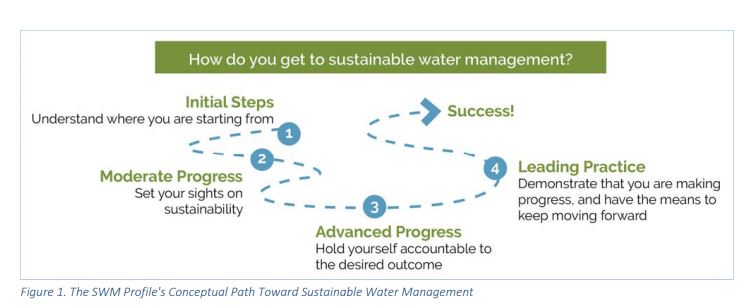 How do you get to sustainable water management?
Initial Steps
Understand where you are starting from
1
Success!
2
Moderate Progress
Set your sights on
sustainability
4
Leading Practice
Demonstrate that you are making
progress, and have the means to
keep moving forward
3
Advanced Progress
Hold yourself accountable to
the desired outcome
Figure 1. The SWM Profile's Conceptual Path Toward Sustainable Water Management